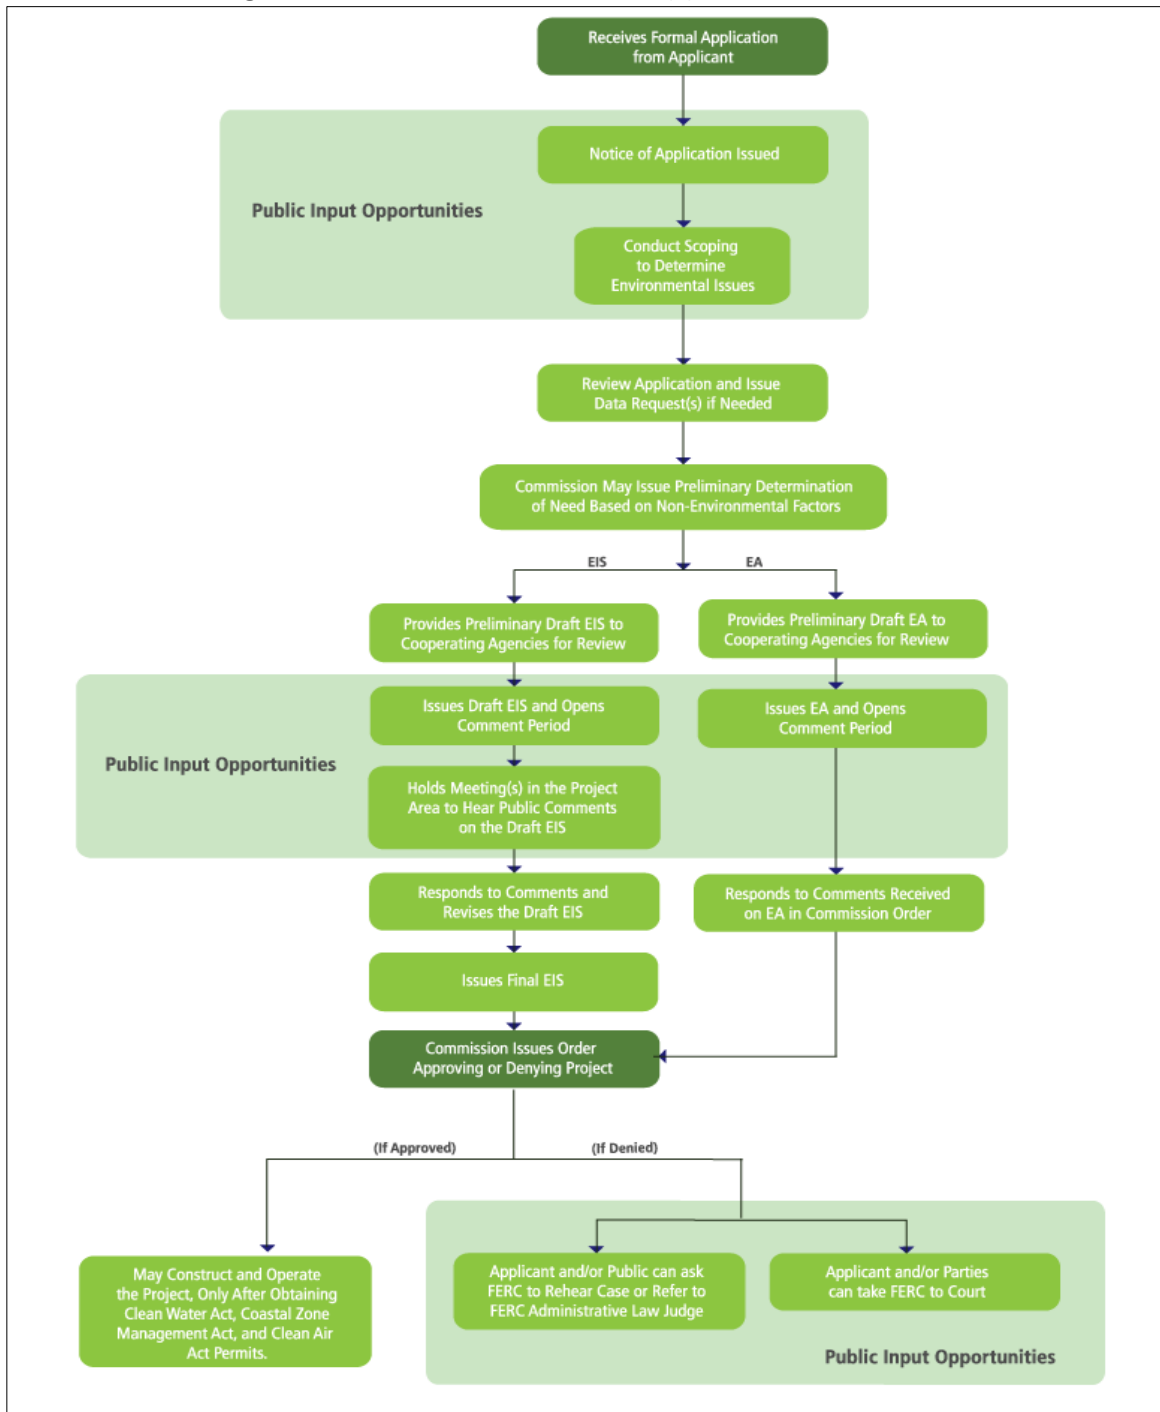 Receives Formal Application
from Applicant
Notice of Application Issued
Public Input Opportunities
Conduct Scoping
to Determine
Environmental Issues
Review Application and Issue
Data Request(s) if Needed
Commission May Issue Preliminary Determination
of Need Based on Non-Environmental Factors
EIS
EA
Provides Preliminary Draft EIS to
Cooperating Agencies for Review
Provides Preliminary Draft EA to
Cooperating Agencies for Review
Issues Draft EIS and Opens
Comment Period
Issues EA and Opens
Comment Period
Public Input Opportunities
Holds Meeting(s) in the Project
Area to Hear Public Comments
on the Draft EIS
Responds to Comments and
Revises the Draft EIS
Responds to Comments Received
on EA in Commission Order
Issues Final EIS
Commission Issues Order
Approving or Denying Project
(If Approved)
(If Denied)
May Construct and Operate
the Project, Only After Obtaining
Clean Water Act, Coastal Zone
Management Act, and Clean Air
Act Permits.
Applicant and/or Public can ask
FERC to Rehear Case or Refer to
FERC Administrative Law Judge
Applicant and/or Parties
can take FERC to Court
Public Input Opportunities